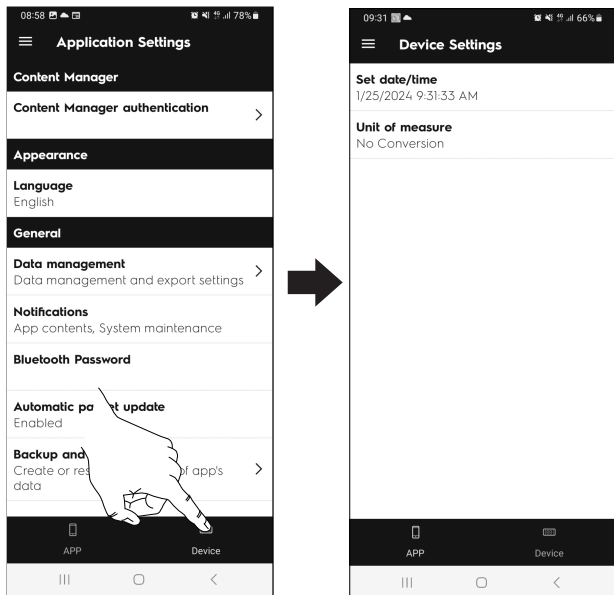 08:58 4G 78%
Application Settings
Content Manager
Content Manager authentication
Appearance
Language
English
General
Data management
Data management and export settings
Notifications
App contents, System maintenance
Bluetooth Password
Automatic update
Enabled
Backup and
Create or of app's
data
APP Device
09:31 4G 66%
Device Settings
Set date/time
1/25/2024 9:31:33 AM
Unit of measure
No Conversion
APP Device